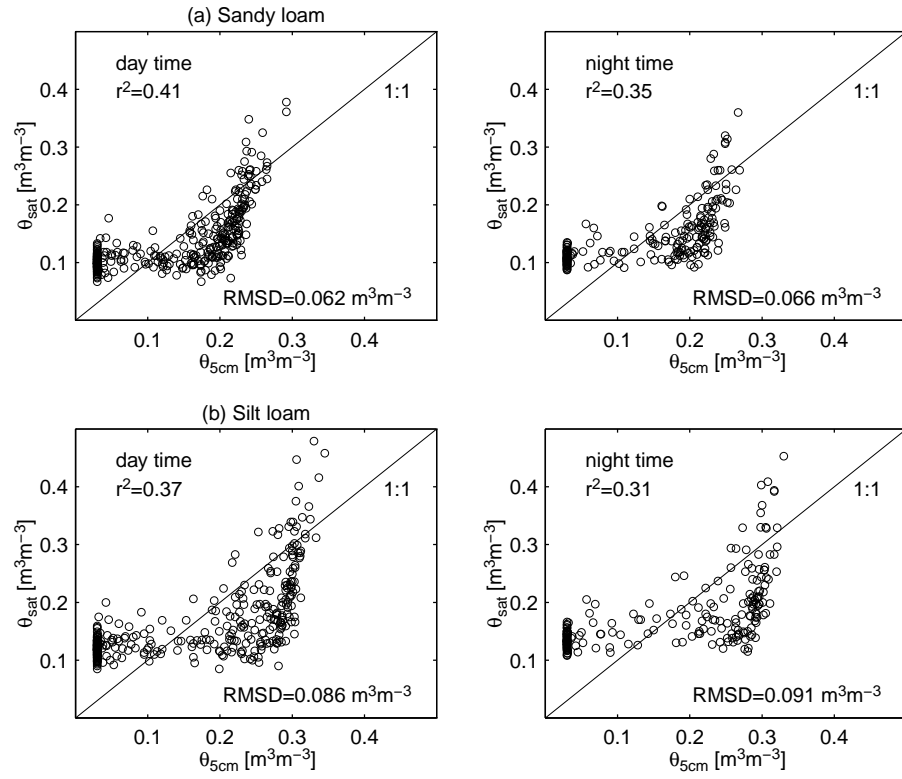 (a) Sandy loam
day time
r²=0.41
1:1
0.4
0.3
0.2
0.1
θsat [m³m⁻³]
RMSD=0.062 m³m⁻³
0.1 0.2 0.3 0.4
θ5cm [m³m⁻³]
night time
r²=0.35
1:1
0.4
0.3
0.2
0.1
θsat [m³m⁻³]
RMSD=0.066 m³m⁻³
0.1 0.2 0.3 0.4
θ5cm [m³m⁻³]
(b) Silt loam
day time
r²=0.37
1:1
0.4
0.3
0.2
0.1
θsat [m³m⁻³]
RMSD=0.086 m³m⁻³
0.1 0.2 0.3 0.4
θ5cm [m³m⁻³]
night time
r²=0.31
1:1
0.4
0.3
0.2
0.1
θsat [m³m⁻³]
RMSD=0.091 m³m⁻³
0.1 0.2 0.3 0.4
θ5cm [m³m⁻³]